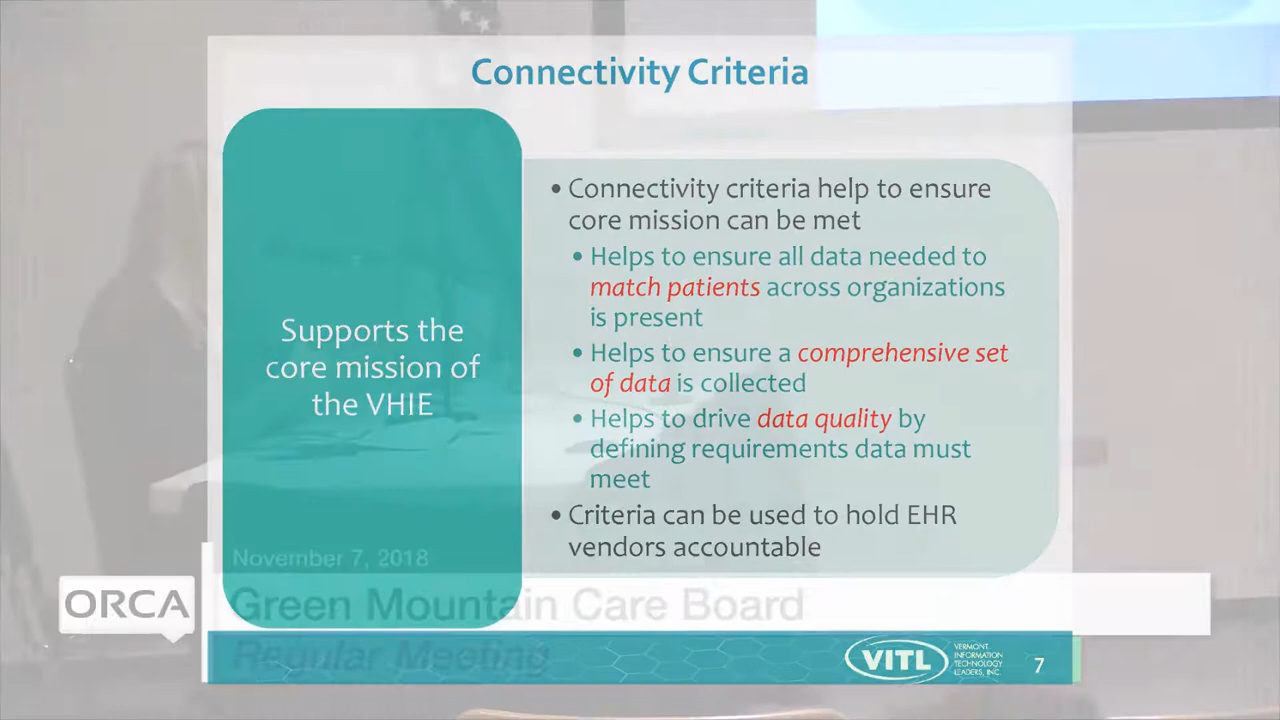 Connectivity Criteria
Supports the
core mission of
the VHIE
• Connectivity criteria help to ensure
core mission can be met
• Helps to ensure all data needed to
match patients across organizations
is present
• Helps to ensure a comprehensive set
of data is collected
• Helps to drive data quality by
defining requirements data must
meet
• Criteria can be used to hold EHR
vendors accountable
November 7, 2018
ORCA
Green Mountain Care Board
Regular Meeting
VITL
VERMONT
INFORMATION
TECHNOLOGY
LEADERS, INC.
7